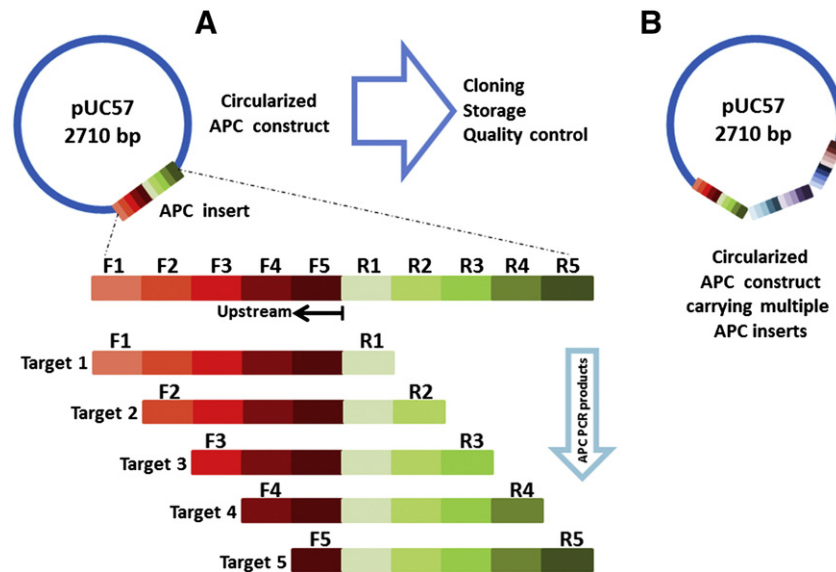 A
B
pUC57
2710 bp
Circularized
APC construct
Cloning
Storage
Quality control
pUC57
2710 bp
APC insert
F1 F2 F3 F4 F5 R1 R2 R3 R4 R5
Upstream
F1 R1
Target 1
F2 R2
Target 2
F3 R3
Target 3
F4 R4
Target 4
F5 R5
Target 5
APC PCR products
Circularized
APC construct
carrying multiple
APC inserts